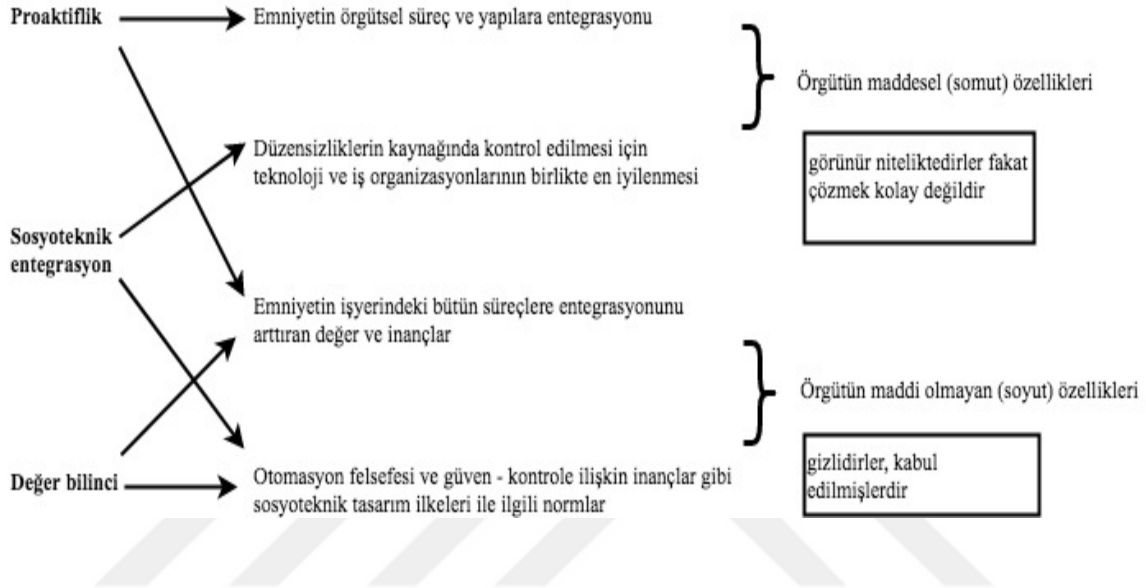 Proaktiflik
Emniyetin örgütsel süreç ve yapılara entegrasyonu
Örgütün maddesel (somut) özellikleri
Düzensizliklerin kaynağında kontrol edilmesi için
teknoloji ve iş organizasyonlarının birlikte en iyilenmesi
görünür niteliktedirler fakat
çözmek kolay değildir
Sosyoteknik
entegrasyon
Emniyetin işyerindeki bütün süreçlere entegrasyonunu
arttıran değer ve inançlar
Örgütün maddi olmayan (soyut) özellikleri
Değer bilinci
Otomasyon felsefesi ve güven - kontrole ilişkin inançlar gibi
sosyoteknik tasarım ilkeleri ile ilgili normlar
gizlidirler, kabul
edilmişlerdir